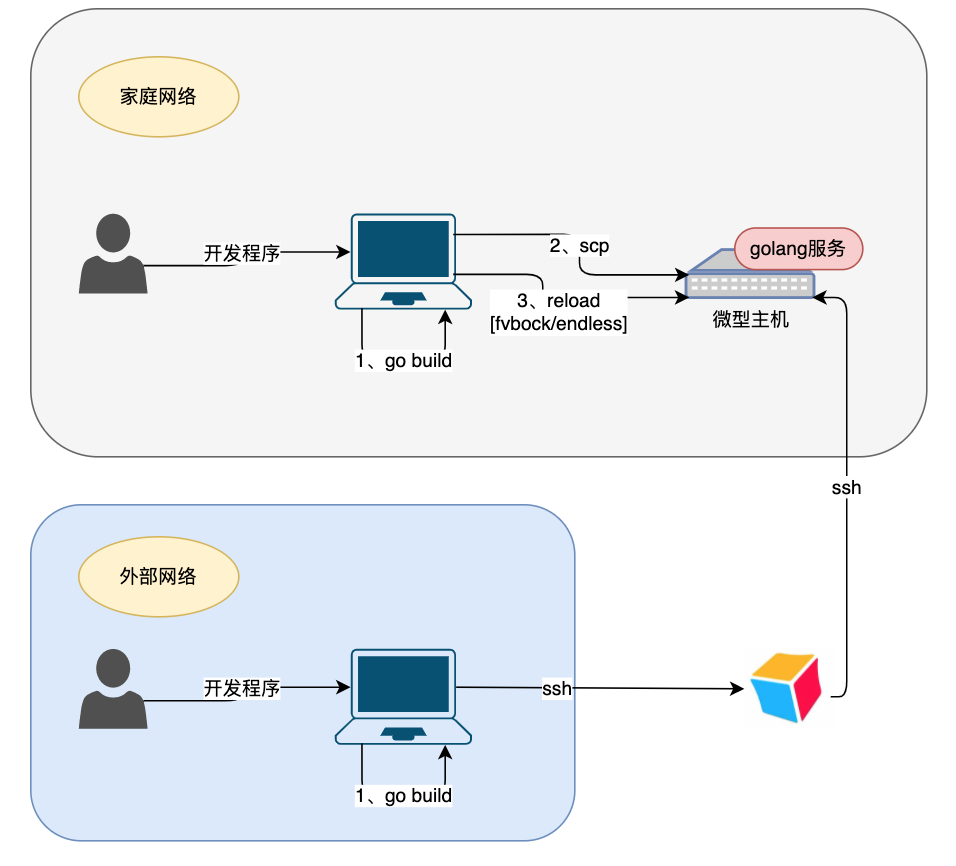 家庭网络
开发程序
2、scp
golang服务
3、reload
[fvbock/endless]
微型主机
1、go build
ssh
外部网络
开发程序
ssh
1、go build